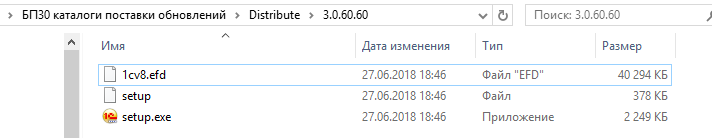 БП30 каталоги поставки обновлений > Distribute > 3.0.60.60
Поиск: 3.0.60.60
Имя Дата изменения Тип Размер
1cv8.efd 27.06.2018 18:46 Файл "EFD" 40 294 КБ
setup 27.06.2018 18:46 Файл 378 КБ
setup.exe 27.06.2018 18:46 Приложение 2 249 КБ